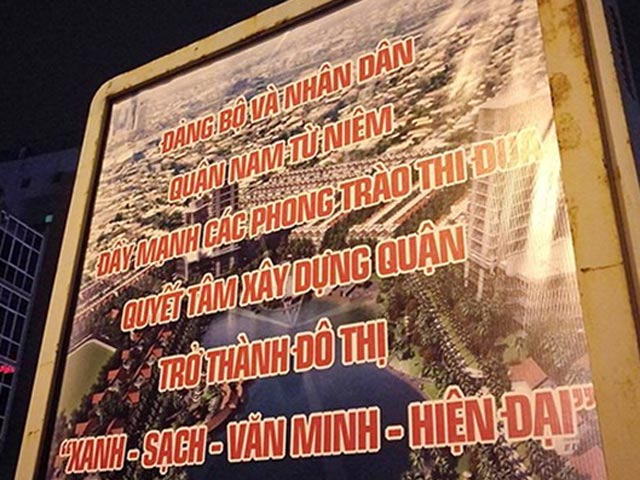 ĐẢNG BỘ VÀ NHÂN DÂN
QUẬN NAM TỪ NIÊM
ĐẨY MẠNH CÁC PHONG TRÀO THI ĐUA
QUYẾT TÂM XÂY DỰNG QUẬN
TRỞ THÀNH ĐÔ THỊ
"XANH - SẠCH - VĂN MINH - HIỆN ĐẠI"